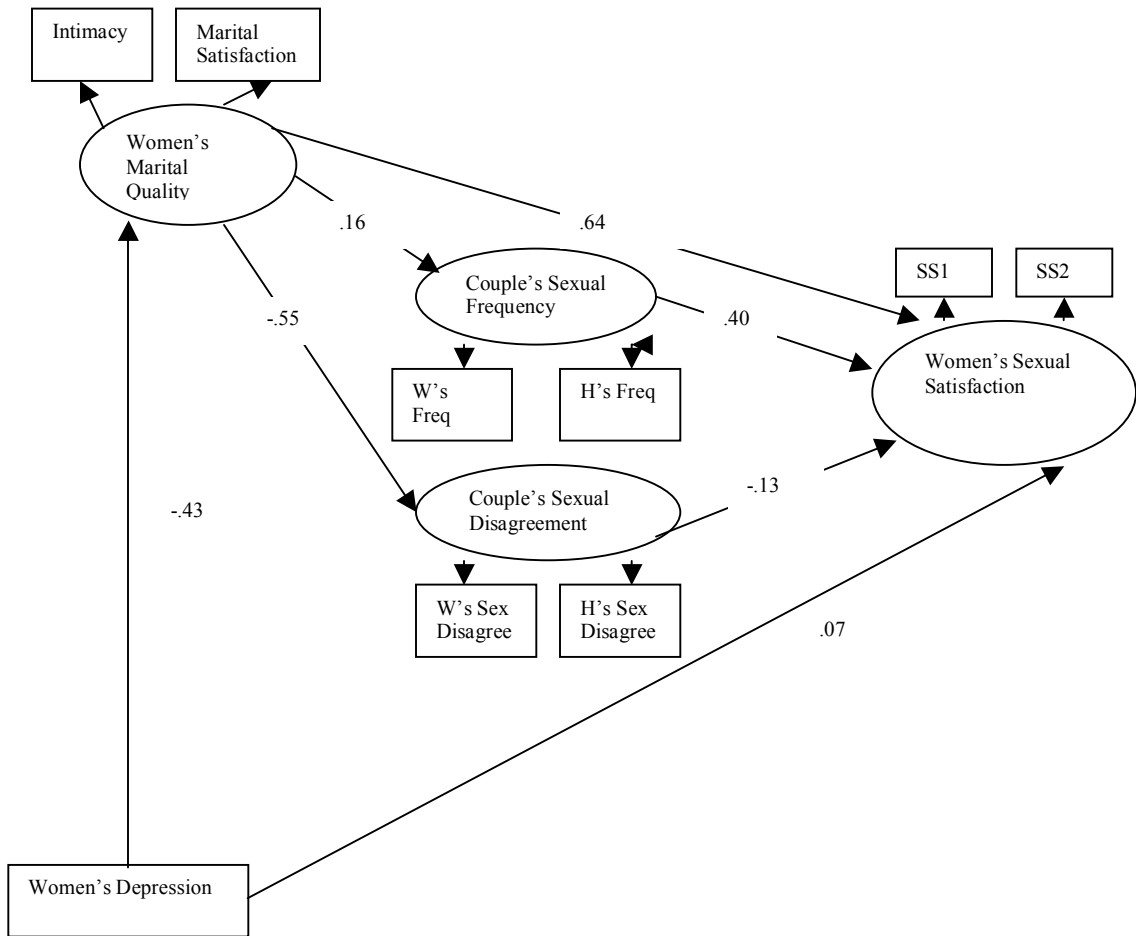 Intimacy
Marital
Satisfaction
Women’s
Marital
Quality
.16
.64
-.55
Couple’s Sexual
Frequency
.40
SS1
SS2
Women’s Sexual
Satisfaction
W’s
Freq
H’s Freq
-.43
Couple’s Sexual
Disagreement
-.13
W’s Sex
Disagree
H’s Sex
Disagree
.07
Women’s Depression